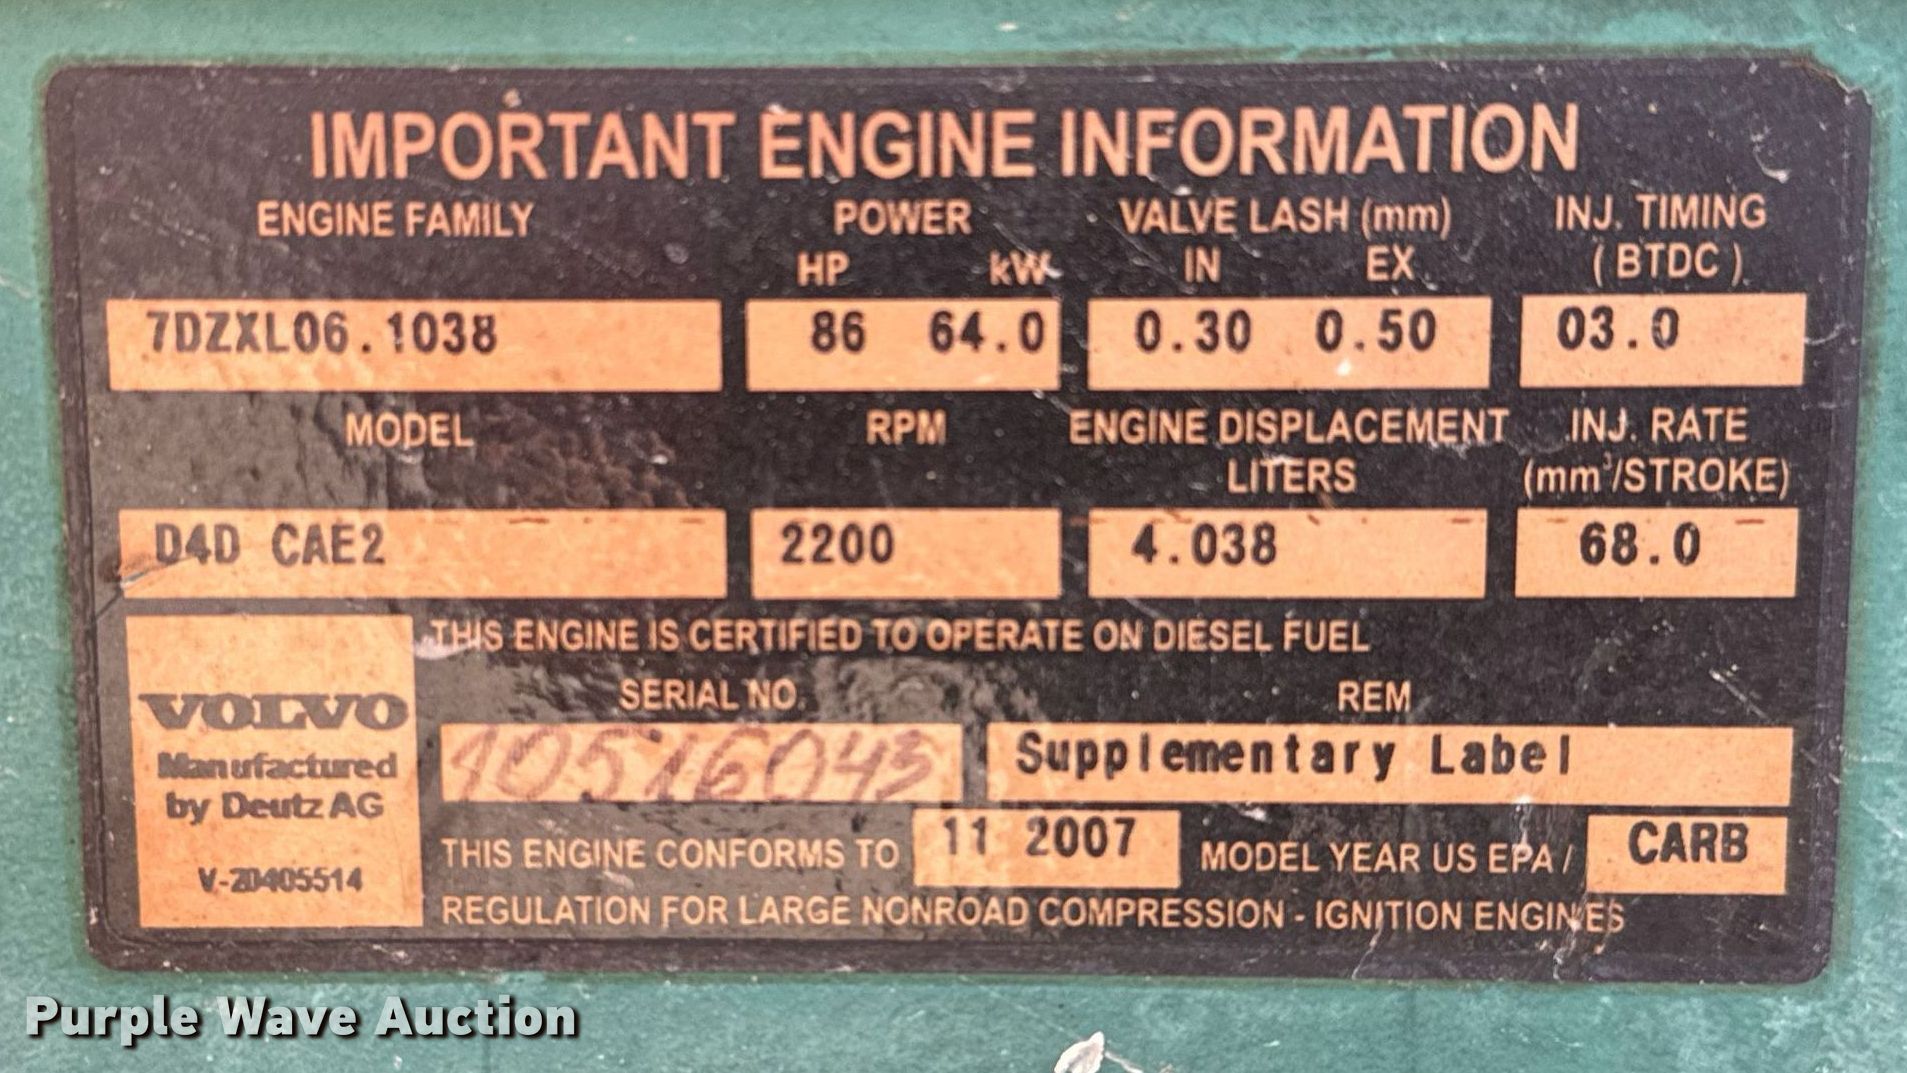 IMPORTANT ENGINE INFORMATION
ENGINE FAMILY POWER VALVE LASH (mm) INJ. TIMING
HP kW IN EX (BTDC)
7DZXL06.1038 86 64.0 0.30 0.50 03.0
MODEL RPM ENGINE DISPLACEMENT INJ. RATE
LITERS (mm³/STROKE)
D4D CAE2 2200 4.038 68.0
THIS ENGINE IS CERTIFIED TO OPERATE ON DIESEL FUEL
SERIAL NO. REM
10516043 Supplementary Label
VOLVO
Manufactured
by Deutz AG
V-20405514
THIS ENGINE CONFORMS TO 11 2007 MODEL YEAR US EPA / CARB
REGULATION FOR LARGE NONROAD COMPRESSION - IGNITION ENGINES
Purple Wave Auction